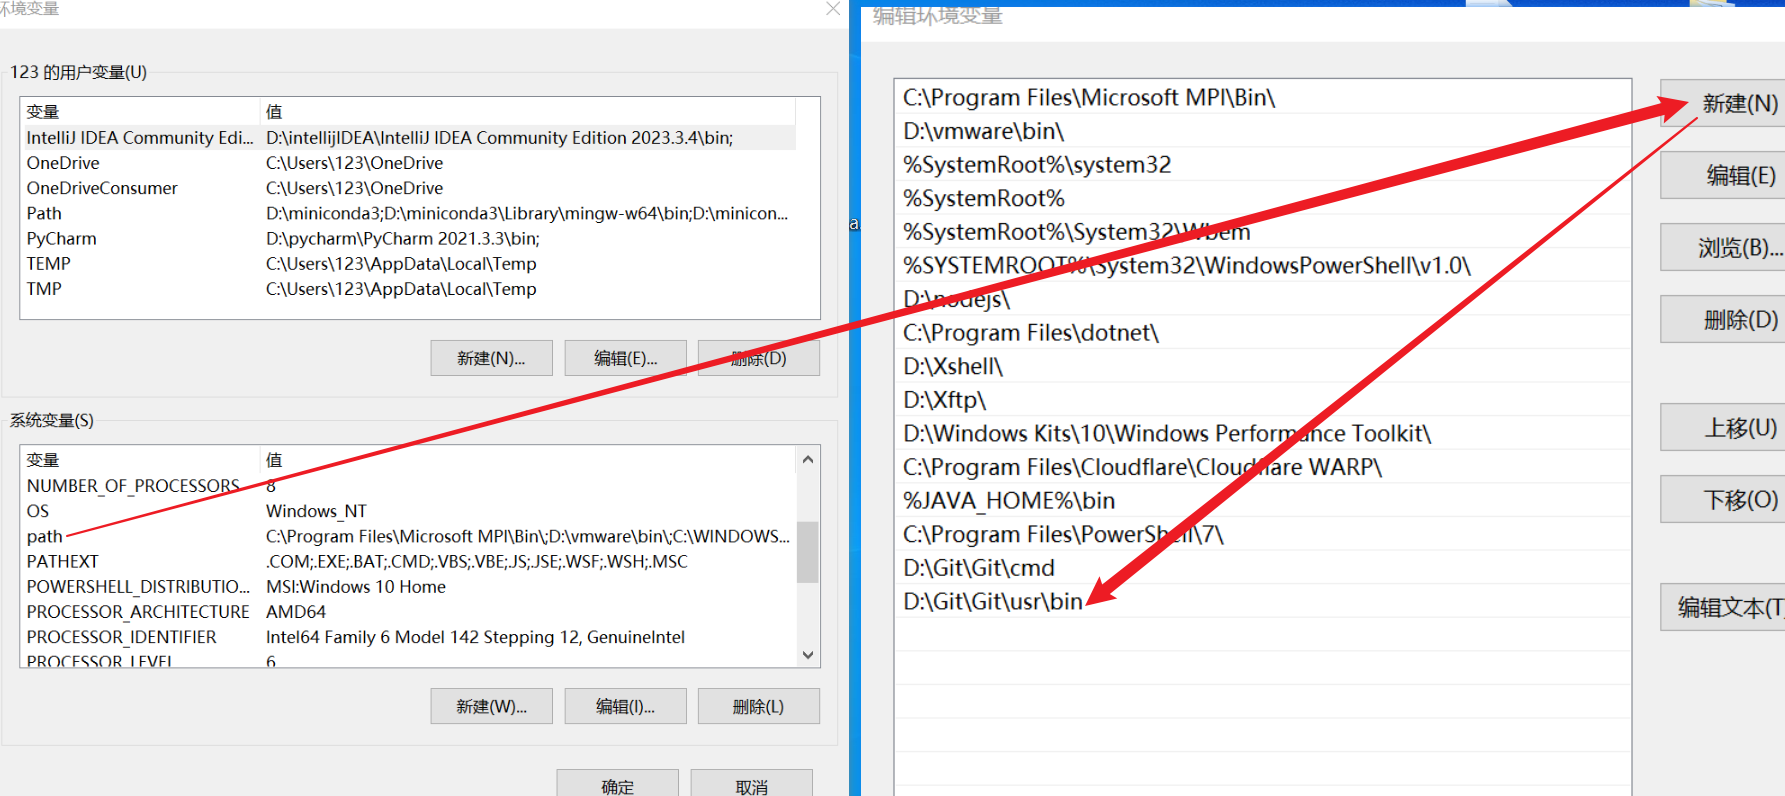 环境变量
123 的用户变量(U)
变量 值
IntelliJ IDEA Community Edi... D:\intellijIDEA\IntelliJ IDEA Community Edition 2023.3.4\bin;
OneDrive C:\Users\123\OneDrive
OneDriveConsumer C:\Users\123\OneDrive
Path D:\miniconda3;D:\miniconda3\Library\mingw-w64\bin;D:\minicon...
PyCharm D:\pycharm\PyCharm 2021.3.3\bin;
TEMP C:\Users\123\AppData\Local\Temp
TMP C:\Users\123\AppData\Local\Temp
新建(N)... 编辑(E)... 删除(D)
系统变量(S)
变量 值
NUMBER_OF_PROCESSORS 8
OS Windows_NT
path C:\Program Files\Microsoft MPI\Bin\;D:\vmware\bin\;C:\WINDOWS...
PATHEXT .COM;.EXE;.BAT;.CMD;.VBS;.VBE;.JS;.JSE;.WSF;.WSH;.MSC
POWERSHELL_DISTRIBUTIO... MSI:Windows 10 Home
PROCESSOR_ARCHITECTURE AMD64
PROCESSOR_IDENTIFIER Intel64 Family 6 Model 142 Stepping 12, GenuineIntel
PROCESSOR_LEVEL 6
新建(W)... 编辑(I)... 删除(L)
确定 取消
a
编辑环境变量
C:\Program Files\Microsoft MPI\Bin\
D:\vmware\bin\
%SystemRoot%\system32
%SystemRoot%
%SystemRoot%\System32\Wbem
%SYSTEMROOT%\System32\WindowsPowerShell\v1.0\
D:\nodejs\
C:\Program Files\dotnet\
D:\Xshell\
D:\Xftp\
D:\Windows Kits\10\Windows Performance Toolkit\
C:\Program Files\Cloudflare\Cloudflare WARP\
%JAVA_HOME%\bin
C:\Program Files\PowerShell\7\
D:\Git\Git\cmd
D:\Git\Git\usr\bin
新建(N)
编辑(E)
浏览(B)...
删除(D)
上移(U)
下移(O)
编辑文本(T)